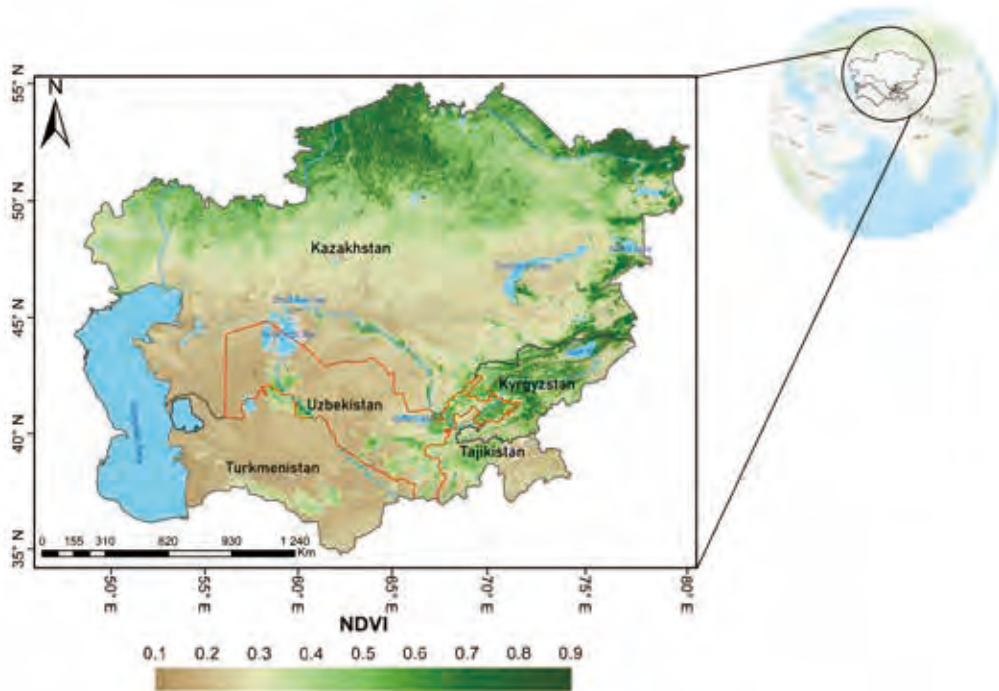 N
55° N
50° N
45° N
40° N
35° N
Kazakhstan
Kyrgyzstan
Uzbekistan
Tajikistan
Turkmenistan
0 155 310 620 930 1 240
Km
50° E 55° E 60° E 65° E 70° E 75° E 80° E
NDVI
0.1 0.2 0.3 0.4 0.5 0.6 0.7 0.8 0.9